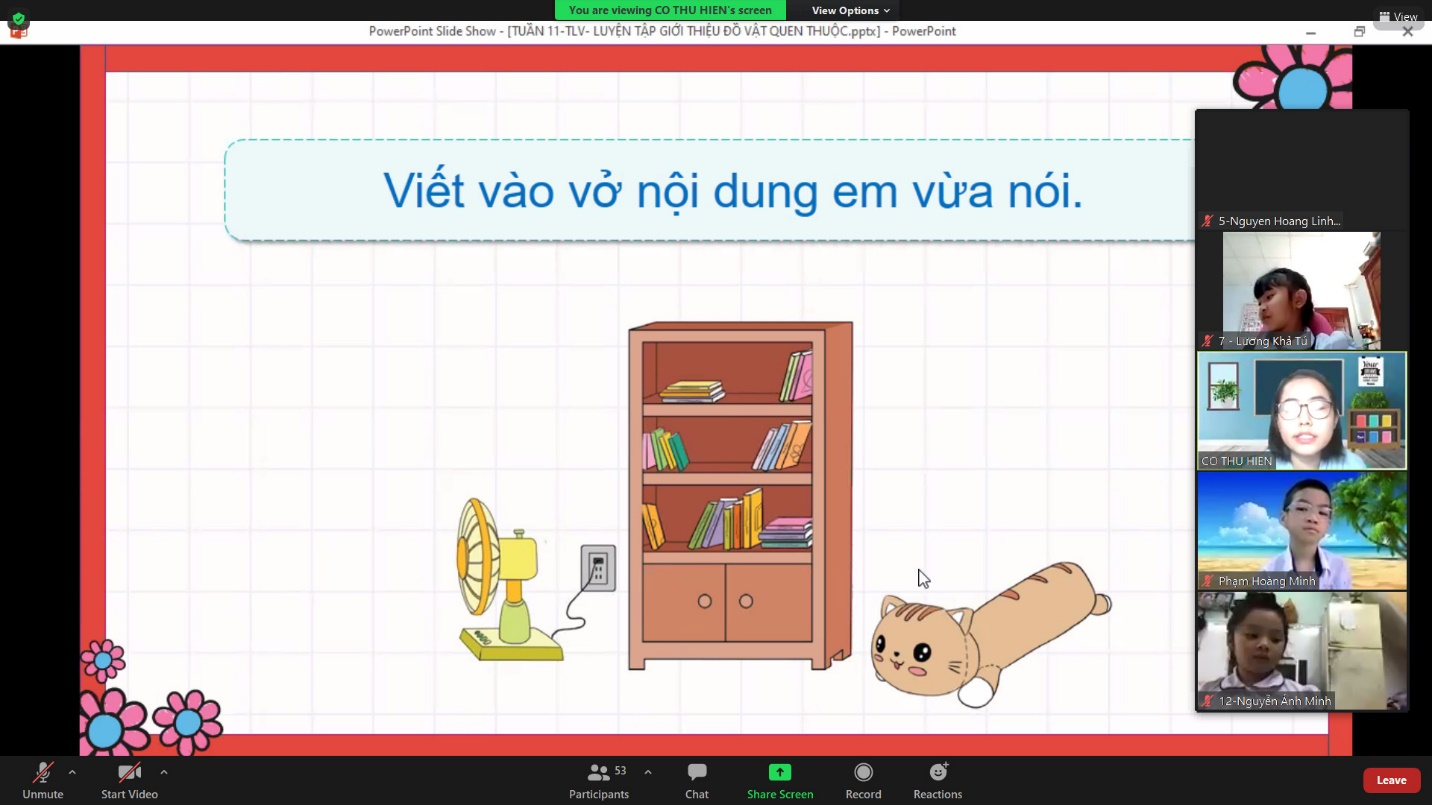 You are viewing CO THU HIEN's screen
View Options
View
PowerPoint Slide Show - [TUẦN 11-TLV- LUYỆN TẬP GIỚI THIỆU ĐỒ VẬT QUEN THUỘC.pptx] - PowerPoint
Viết vào vở nội dung em vừa nói.
5-Nguyen Hoang Linh...
7 - Lương Khả Tú
CO THU HIEN
Phạm Hoàng Minh
12-Nguyễn Ánh Minh
Unmute
Start Video
53
Participants
Chat
Share Screen
Record
Reactions
Leave